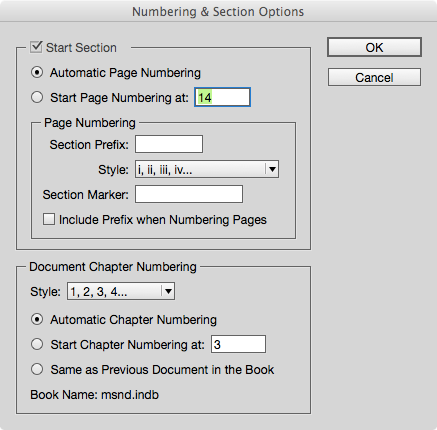 Numbering & Section Options
Start Section
OK
Automatic Page Numbering
Cancel
Start Page Numbering at: 14
Page Numbering
Section Prefix:
Style: i, ii, iii, iv...
Section Marker:
Include Prefix when Numbering Pages
Document Chapter Numbering
Style: 1, 2, 3, 4...
Automatic Chapter Numbering
Start Chapter Numbering at: 3
Same as Previous Document in the Book
Book Name: msnd.indb